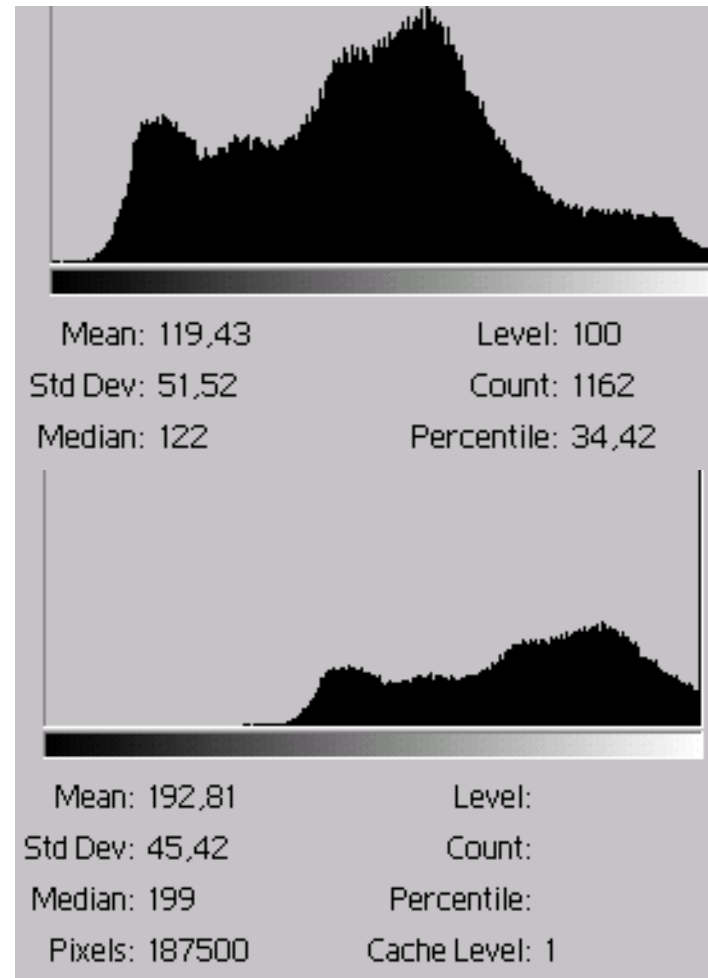 Mean: 119,43 Level: 100
Std Dev: 51,52 Count: 1162
Median: 122 Percentile: 34,42
Mean: 192,81 Level:
Std Dev: 45,42 Count:
Median: 199 Percentile:
Pixels: 187500 Cache Level: 1